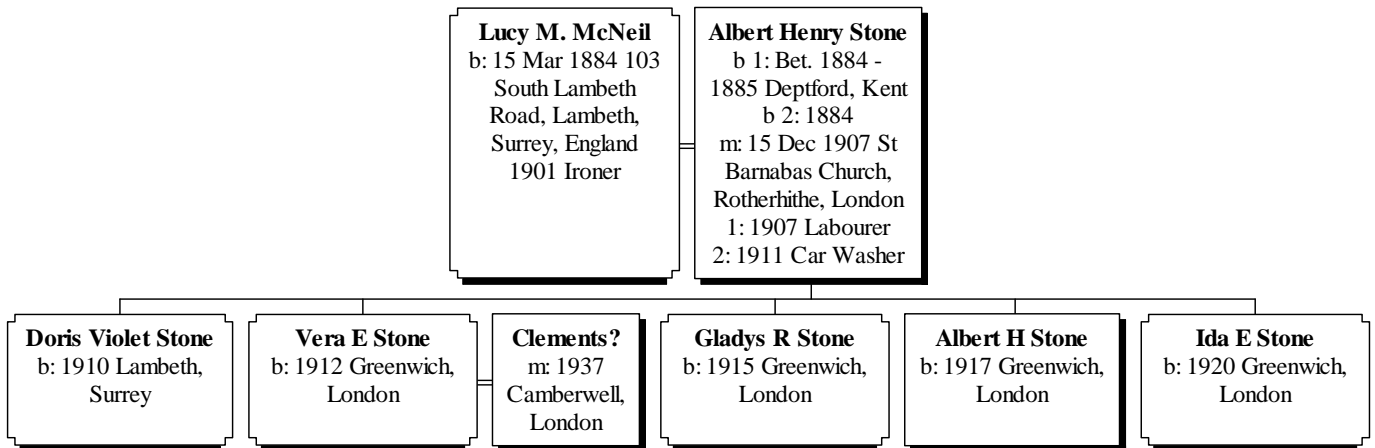 Lucy M. McNeil
b: 15 Mar 1884 103
South Lambeth
Road, Lambeth,
Surrey, England
1901 Ironer
Albert Henry Stone
b 1: Bet. 1884 -
1885 Deptford, Kent
b 2: 1884
m: 15 Dec 1907 St
Barnabas Church,
Rotherhithe, London
1: 1907 Labourer
2: 1911 Car Washer
Doris Violet Stone
b: 1910 Lambeth,
Surrey
Vera E Stone
b: 1912 Greenwich,
London
Clements?
m: 1937
Camberwell,
London
Gladys R Stone
b: 1915 Greenwich,
London
Albert H Stone
b: 1917 Greenwich,
London
Ida E Stone
b: 1920 Greenwich,
London